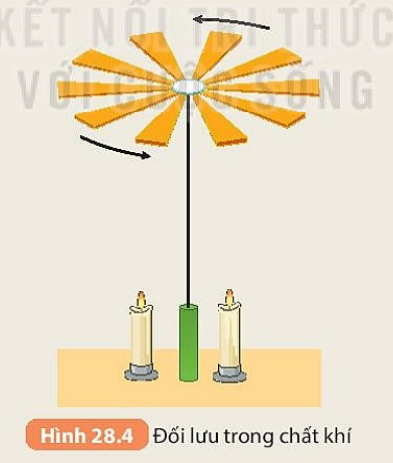 KẾT NỐI TRI THỨC
VỚI CUỘC SỐNG
Hình 28.4 Đối lưu trong chất khí